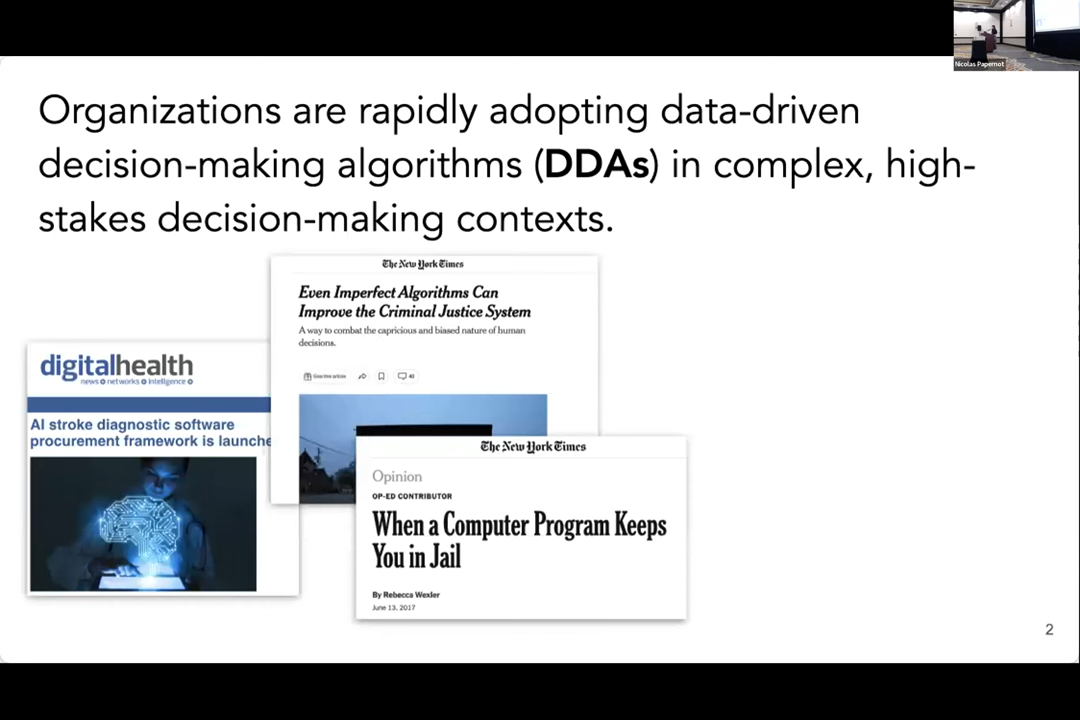 Nicolas Papernot
Organizations are rapidly adopting data-driven
decision-making algorithms (DDAs) in complex, high-
stakes decision-making contexts.
The New York Times
Even Imperfect Algorithms Can
Improve the Criminal Justice System
A way to combat the capricious and biased nature of human
decisions.
Give this article
40
digitalhealth
news networks intelligence
AI stroke diagnostic software
procurement framework is launche
The New York Times
Opinion
OP-ED CONTRIBUTOR
When a Computer Program Keeps
You in Jail
By Rebecca Wexler
June 13, 2017
2